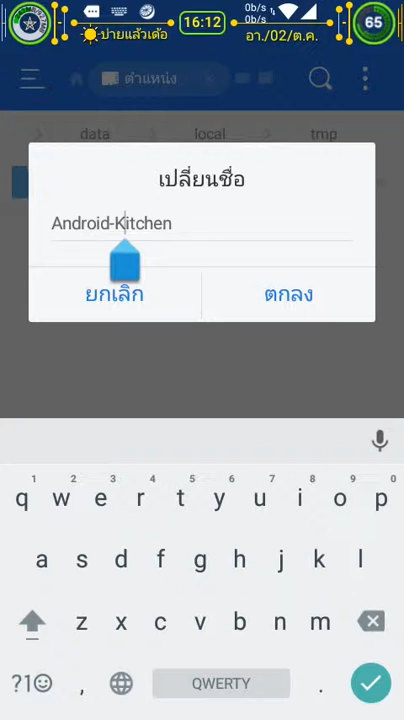 0b/s
0b/s
16:12
65
ปายแล้วเด้อ
อา./02/ต.ค.
ตำแหน่ง
data
local
tmp
เปลี่ยนชื่อ
Android-Kitchen
ยกเลิก
ตกลง
1 2 3 4 5 6 7 8 9 0
q w e r t y u i o p
a s d f g h j k l
z x c v b n m
?1☺ , QWERTY .